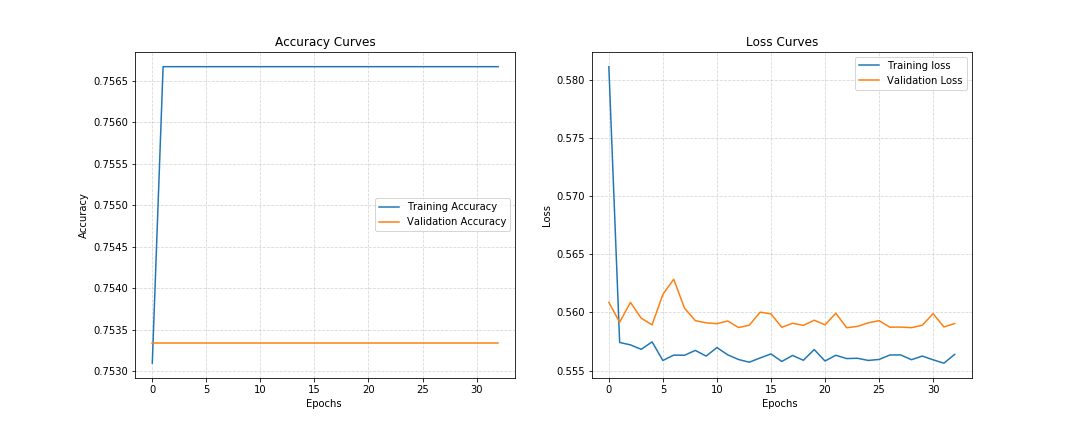 Accuracy Curves
0.7565
0.7560
0.7555
0.7550
0.7545
0.7540
0.7535
0.7530
Accuracy
Training Accuracy
Validation Accuracy
0 5 10 15 20 25 30
Epochs
Loss Curves
0.580
0.575
0.570
0.565
0.560
0.555
Loss
Training loss
Validation Loss
0 5 10 15 20 25 30
Epochs